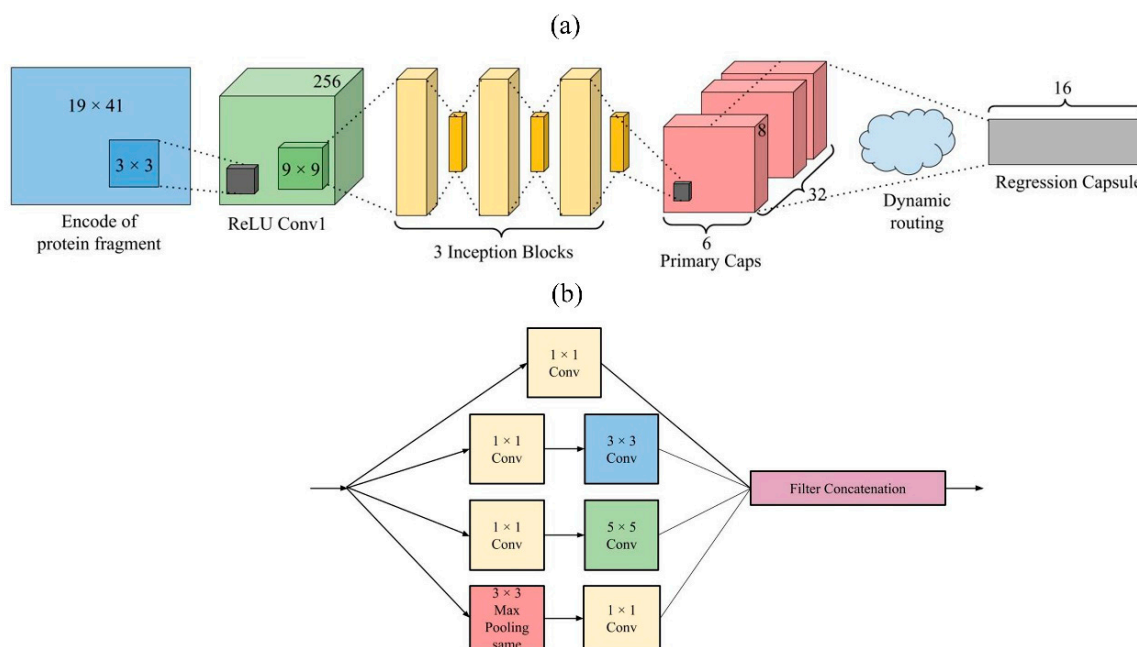 (a)
19 × 41
3 × 3
Encode of
protein fragment
256
9 × 9
ReLU Conv1
3 Inception Blocks
8
32
6
Primary Caps
Dynamic
routing
16
Regression Capsule
(b)
1 × 1
Conv
1 × 1
Conv
3 × 3
Conv
1 × 1
Conv
5 × 5
Conv
3 × 3
Max
Pooling
same
1 × 1
Conv
Filter Concatenation